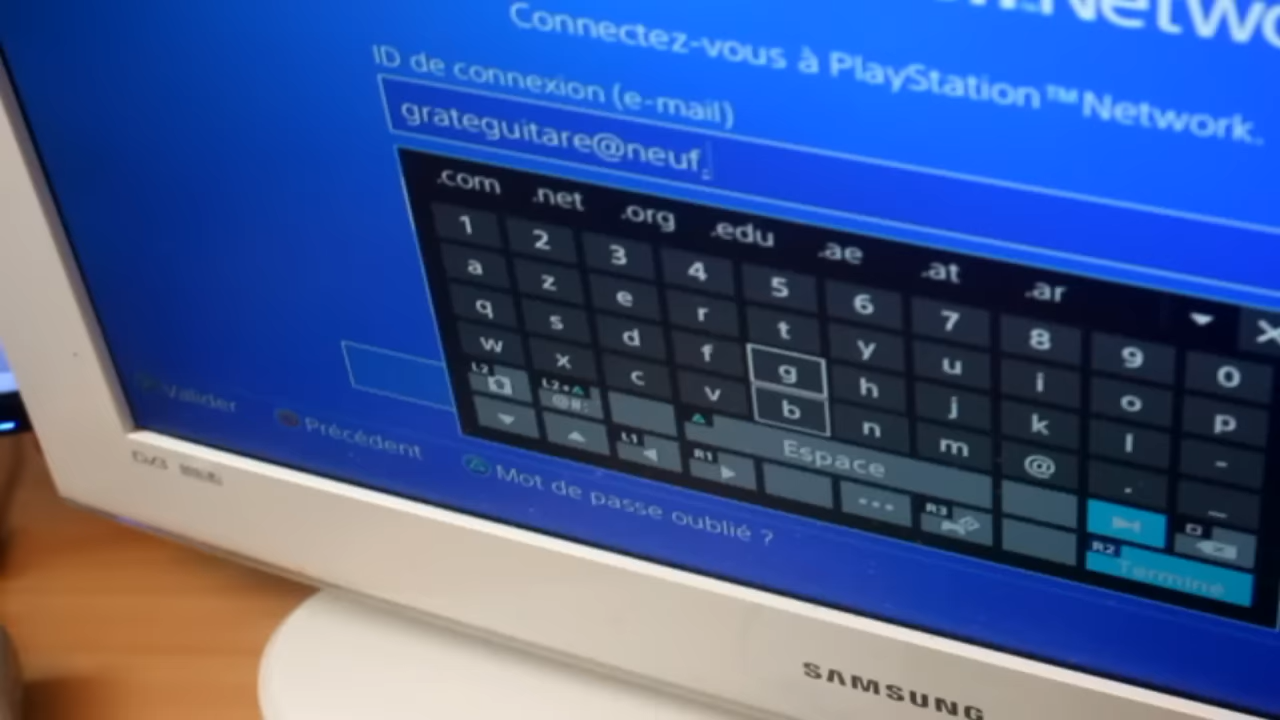 Netwo
Connectez-vous à PlayStation™Network.
ID de connexion (e-mail)
grateguitare@neuf.
.com .net .org .edu .ae .at .ar
1 2 3 4 5 6 7 8 9 0
a z e r t y u i o p
q s d f g h j k l -
w x c v b n m @ . _
L2 L2+△ @#: Espace
L1 R1 ... R3 R2 Terminé
Valider Précédent Mot de passe oublié ?
SAMSUNG